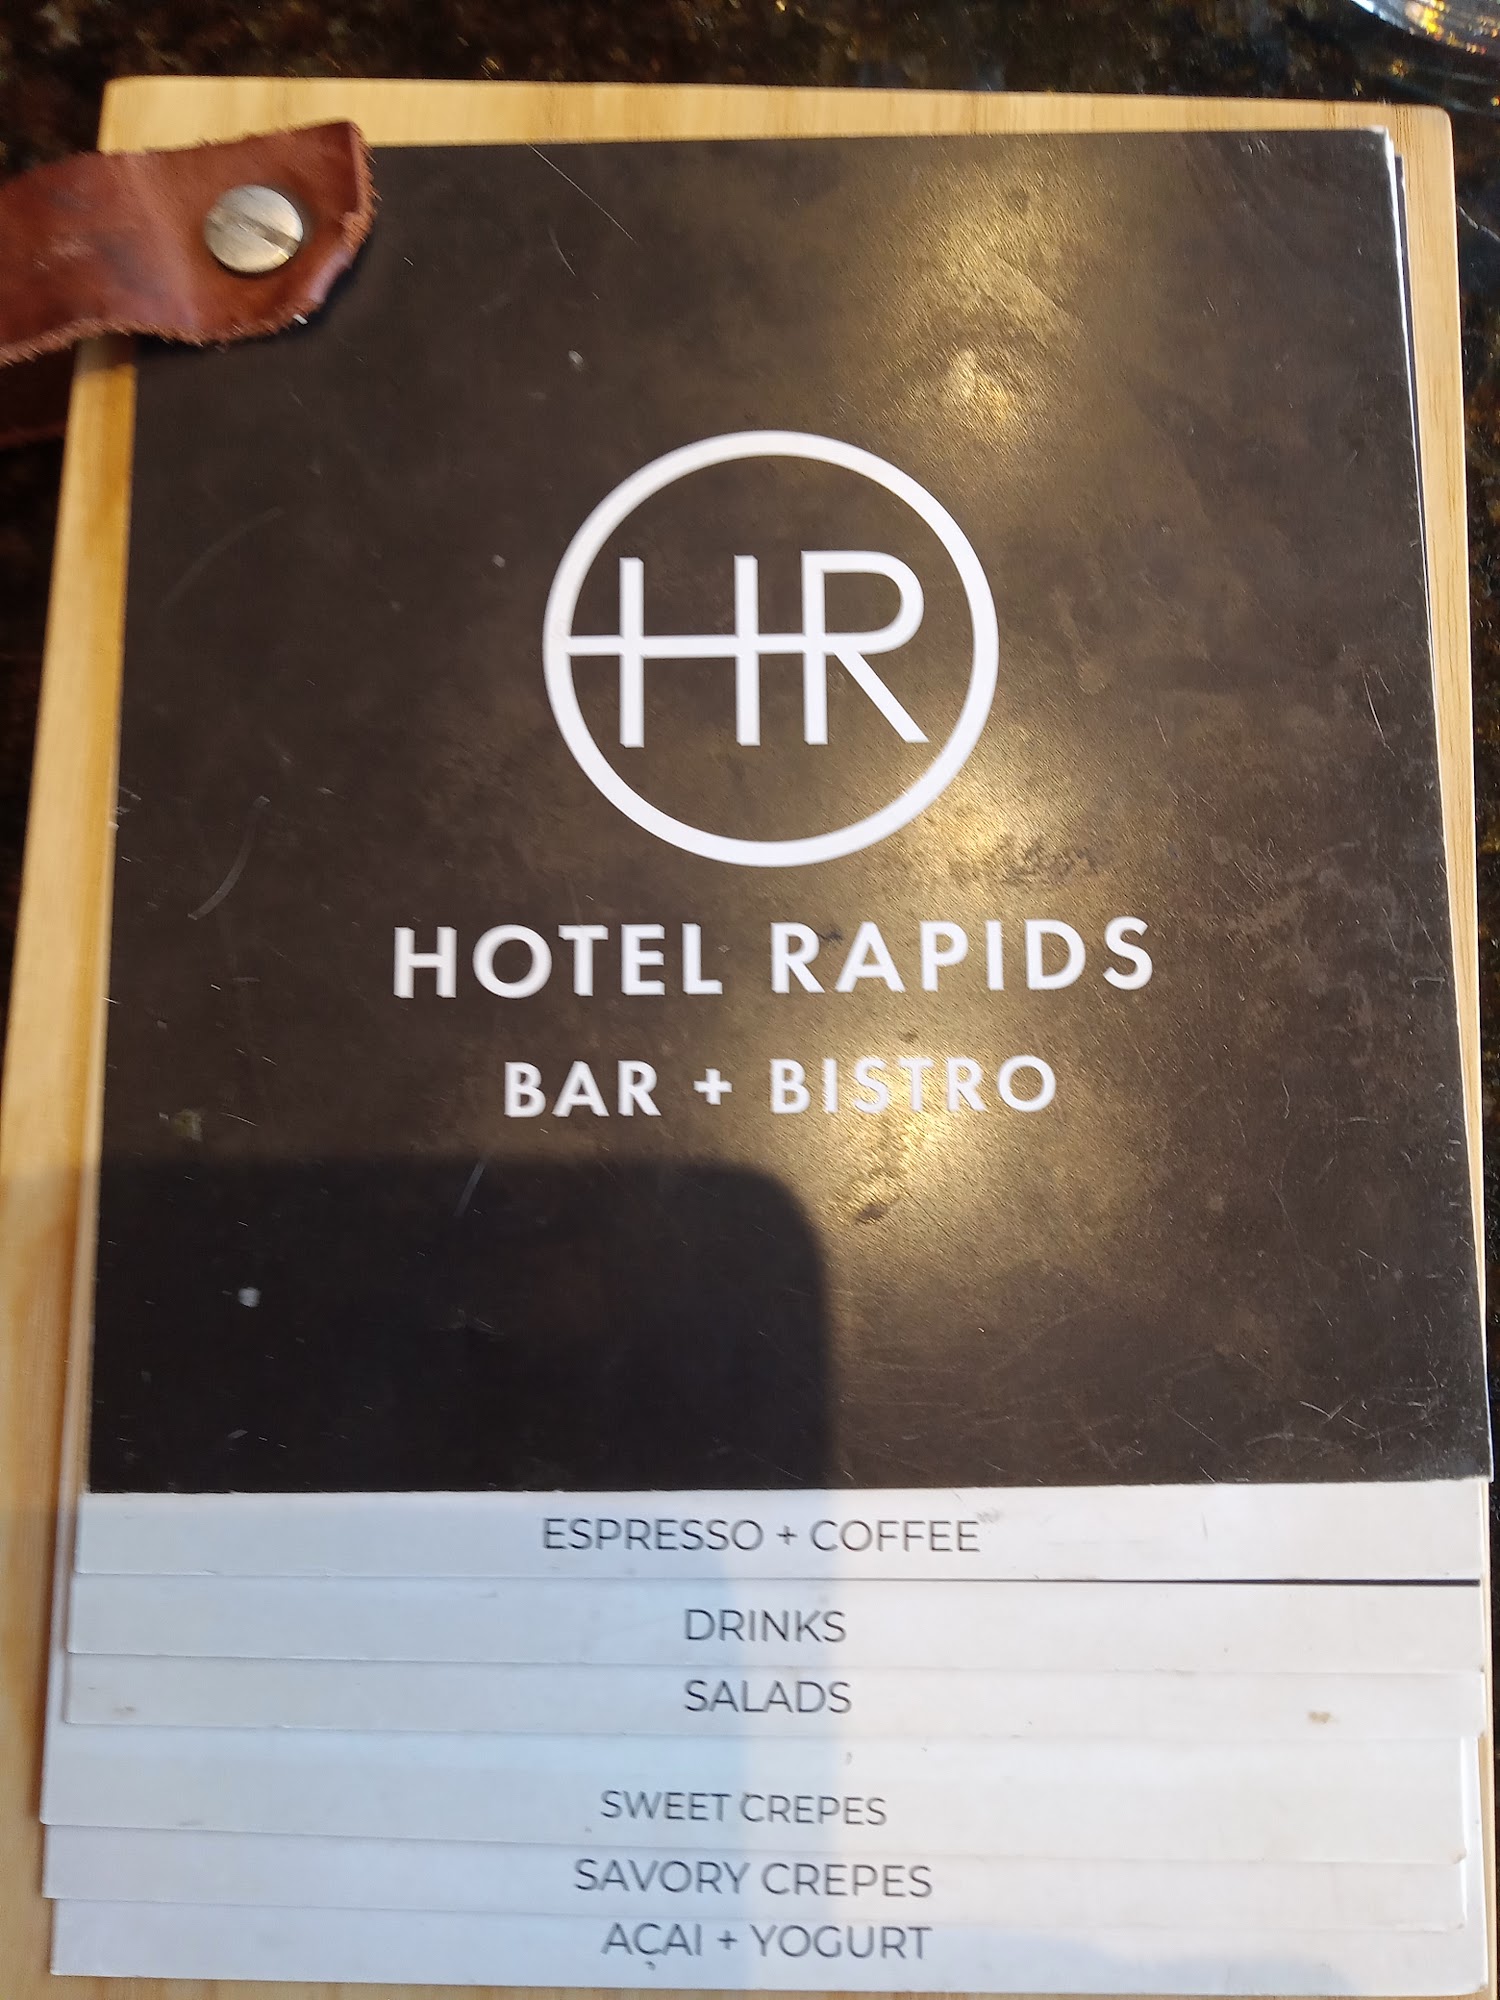 HR
HOTEL RAPIDS
BAR + BISTRO
ESPRESSO + COFFEE
DRINKS
SALADS
SWEET CREPES
SAVORY CREPES
AÇAI + YOGURT